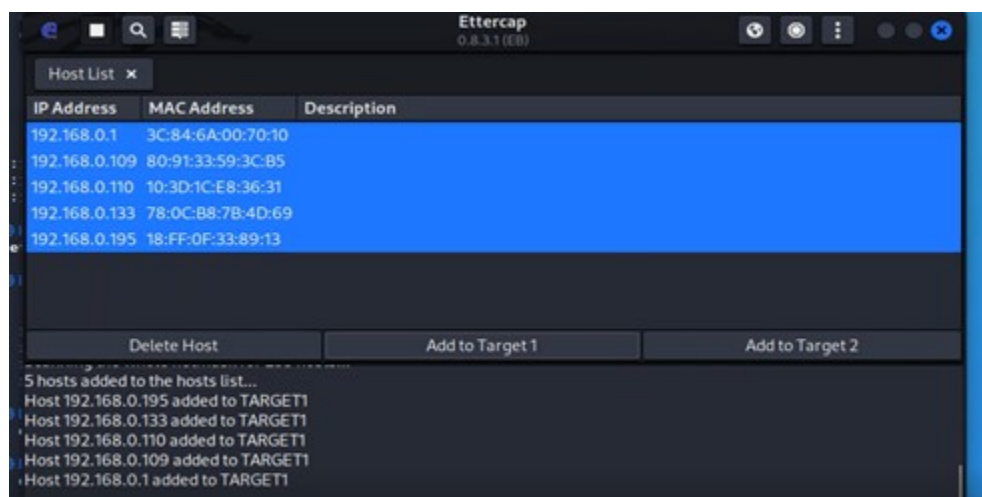 Ettercap
0.8.3.1 (EB)
Host List ×
IP Address MAC Address Description
192.168.0.1 3C:84:6A:00:70:10
192.168.0.109 80:91:33:59:3C:B5
192.168.0.110 10:3D:1C:E8:36:31
192.168.0.133 78:0C:B8:7B:4D:69
192.168.0.195 18:FF:0F:33:89:13
Delete Host Add to Target 1 Add to Target 2
5 hosts added to the hosts list...
Host 192.168.0.195 added to TARGET1
Host 192.168.0.133 added to TARGET1
Host 192.168.0.110 added to TARGET1
Host 192.168.0.109 added to TARGET1
Host 192.168.0.1 added to TARGET1